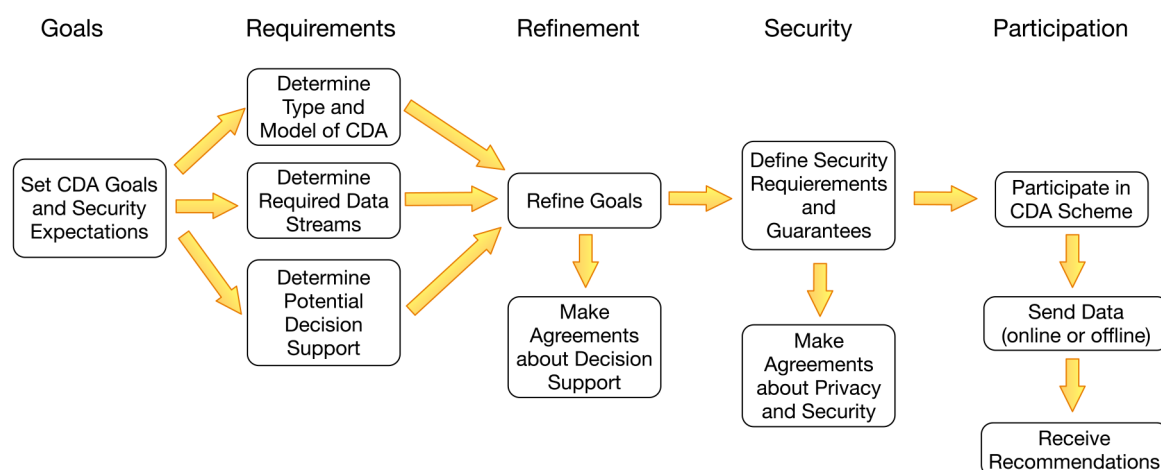 Goals
Requirements
Refinement
Security
Participation
Set CDA Goals
and Security
Expectations
Determine
Type and
Model of CDA
Determine
Required Data
Streams
Determine
Potential
Decision
Support
Refine Goals
Make
Agreements
about Decision
Support
Define Security
Requierements
and
Guarantees
Make
Agreements
about Privacy
and Security
Participate in
CDA Scheme
Send Data
(online or offline)
Receive
Recommendations